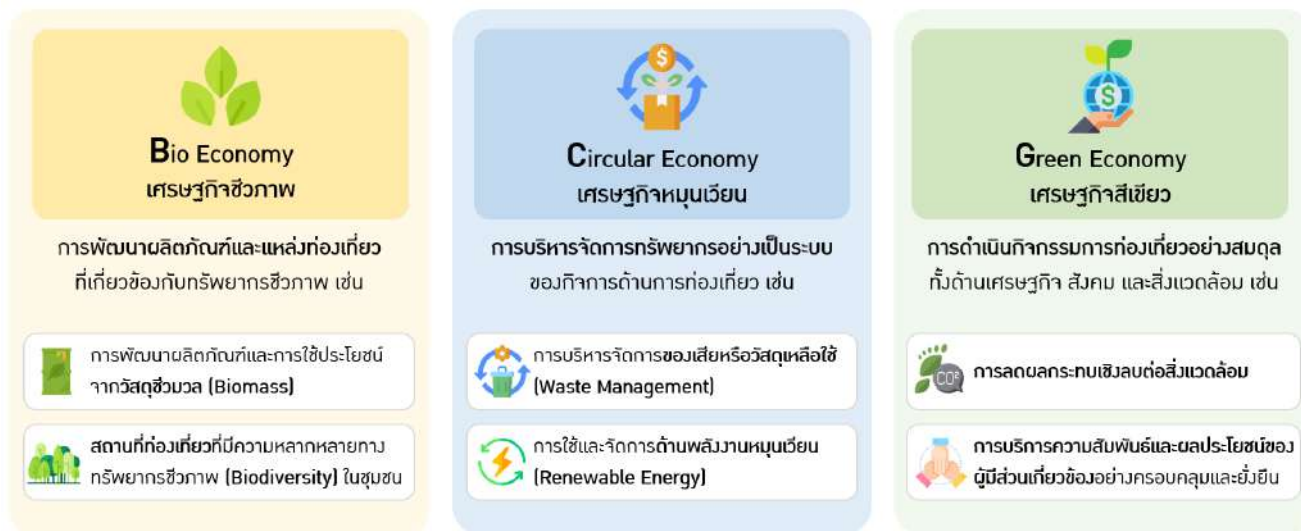 Bio Economy
เศรษฐกิจชีวภาพ
การพัฒนาผลิตภัณฑ์และแหล่งท่องเที่ยว
ที่เกี่ยวข้องกับทรัพยากรชีวภาพ เช่น
การพัฒนาผลิตภัณฑ์และการใช้ประโยชน์
จากวัสดุชีวมวล (Biomass)
สถานที่ท่องเที่ยวที่มีความหลากหลายทาง
ทรัพยากรชีวภาพ (Biodiversity) ในชุมชน
$
Circular Economy
เศรษฐกิจหมุนเวียน
การบริหารจัดการทรัพยากรอย่างเป็นระบบ
ของกิจการด้านการท่องเที่ยว เช่น
การบริหารจัดการของเสียหรือวัสดุเหลือใช้
(Waste Management)
การใช้และจัดการด้านพลังงานหมุนเวียน
(Renewable Energy)
$
Green Economy
เศรษฐกิจสีเขียว
การดำเนินกิจกรรมการท่องเที่ยวอย่างสมดุล
ทั้งด้านเศรษฐกิจ สังคม และสิ่งแวดล้อม เช่น
CO²
การลดผลกระทบเชิงลบต่อสิ่งแวดล้อม
การบริการความสัมพันธ์และผลประโยชน์ของ
ผู้มีส่วนเกี่ยวข้องอย่างครอบคลุมและยั่งยืน